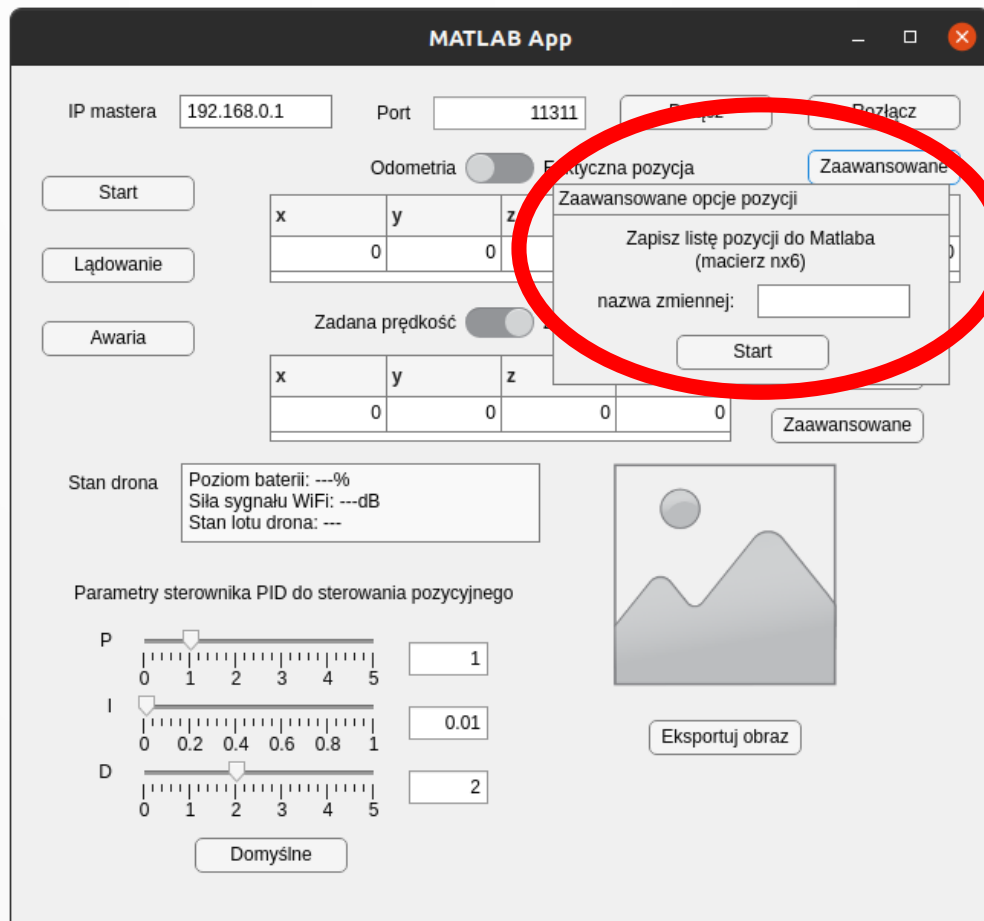 MATLAB App
IP mastera 192.168.0.1 Port 11311 Rozłącz
Odometria Faktyczna pozycja Zaawansowane
Start
Zaawansowane opcje pozycji
x y z
0 0
Zapisz listę pozycji do Matlaba
(macierz nx6)
Lądowanie
nazwa zmiennej:
Zadana prędkość
Awaria
Start
x y z
0 0 0 0
Zaawansowane
Stan drona
Poziom baterii: ---%
Siła sygnału WiFi: ---dB
Stan lotu drona: ---
Parametry sterownika PID do sterowania pozycyjnego
P
0 1 2 3 4 5
1
I
0 0.2 0.4 0.6 0.8 1
0.01
D
0 1 2 3 4 5
2
Eksportuj obraz
Domyślne